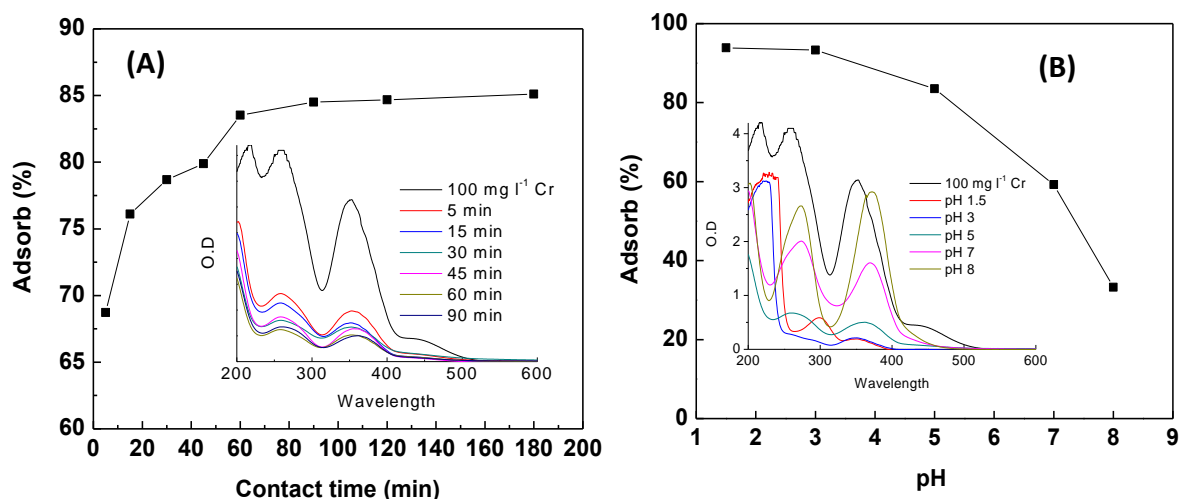 (A)
Adsorb (%)
90
85
80
75
70
65
60
0 20 40 60 80 100 120 140 160 180 200
Contact time (min)
O.D
200 300 400 500 600
Wavelength
100 mg l⁻¹ Cr
5 min
15 min
30 min
45 min
60 min
90 min
(B)
Adsorb (%)
100
80
60
40
20
0
1 2 3 4 5 6 7 8 9
pH
O.D
4
3
2
1
0
200 300 400 500 600
Wavelength
100 mg l⁻¹ Cr
pH 1.5
pH 3
pH 5
pH 7
pH 8